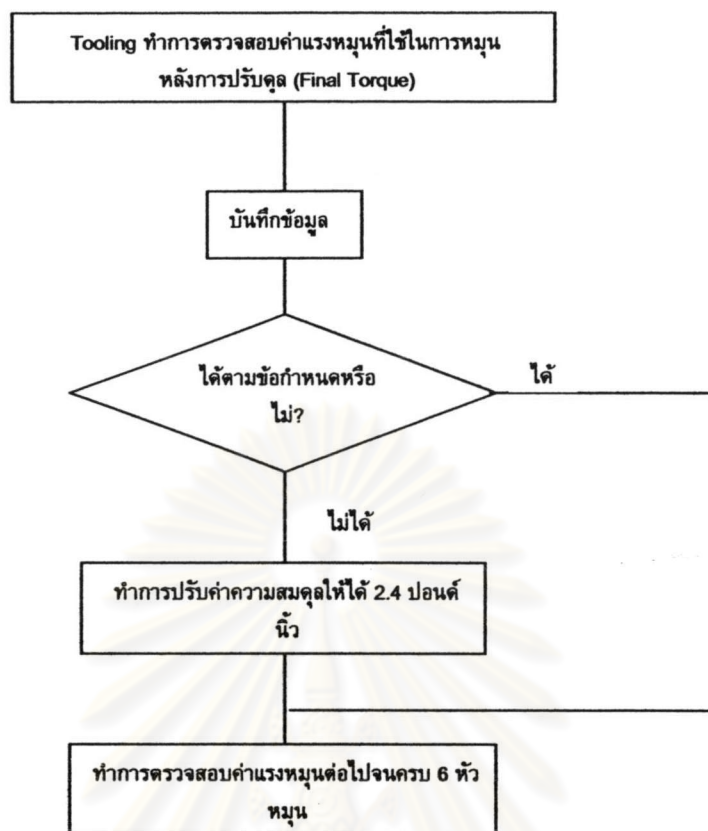 Tooling ทำการตรวจสอบค่าแรงหมุนที่ใช้ในการหมุน
หลังการปรับดุล (Final Torque)
บันทึกข้อมูล
ได้ตามข้อกำหนดหรือ
ไม่?
ได้
ไม่ได้
ทำการปรับค่าความสมดุลให้ได้ 2.4 ปอนด์
นิ้ว
ทำการตรวจสอบค่าแรงหมุนต่อไปจนครบ 6 หัว
หมุน